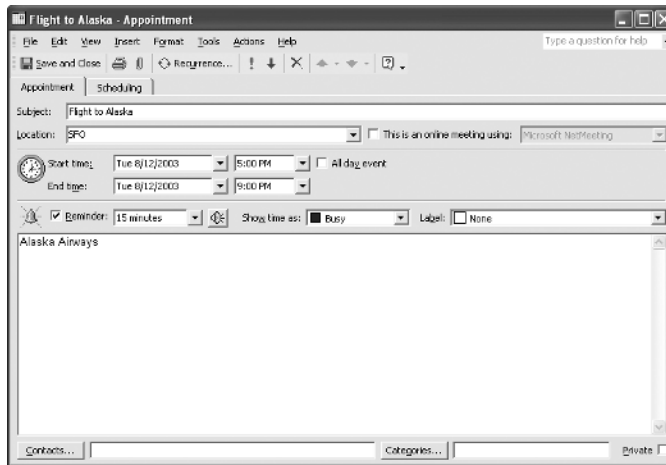 Flight to Alaska - Appointment
File Edit View Insert Format Tools Actions Help Type a question for help
Save and Close Recurrence...
Appointment Scheduling
Subject: Flight to Alaska
Location: SFO This is an online meeting using: Microsoft NetMeeting
Start time: Tue 8/12/2003 5:00 PM All day event
End time: Tue 8/12/2003 9:00 PM
Reminder: 15 minutes Show time as: Busy Label: None
Alaska Airways
Contacts... Categories... Private